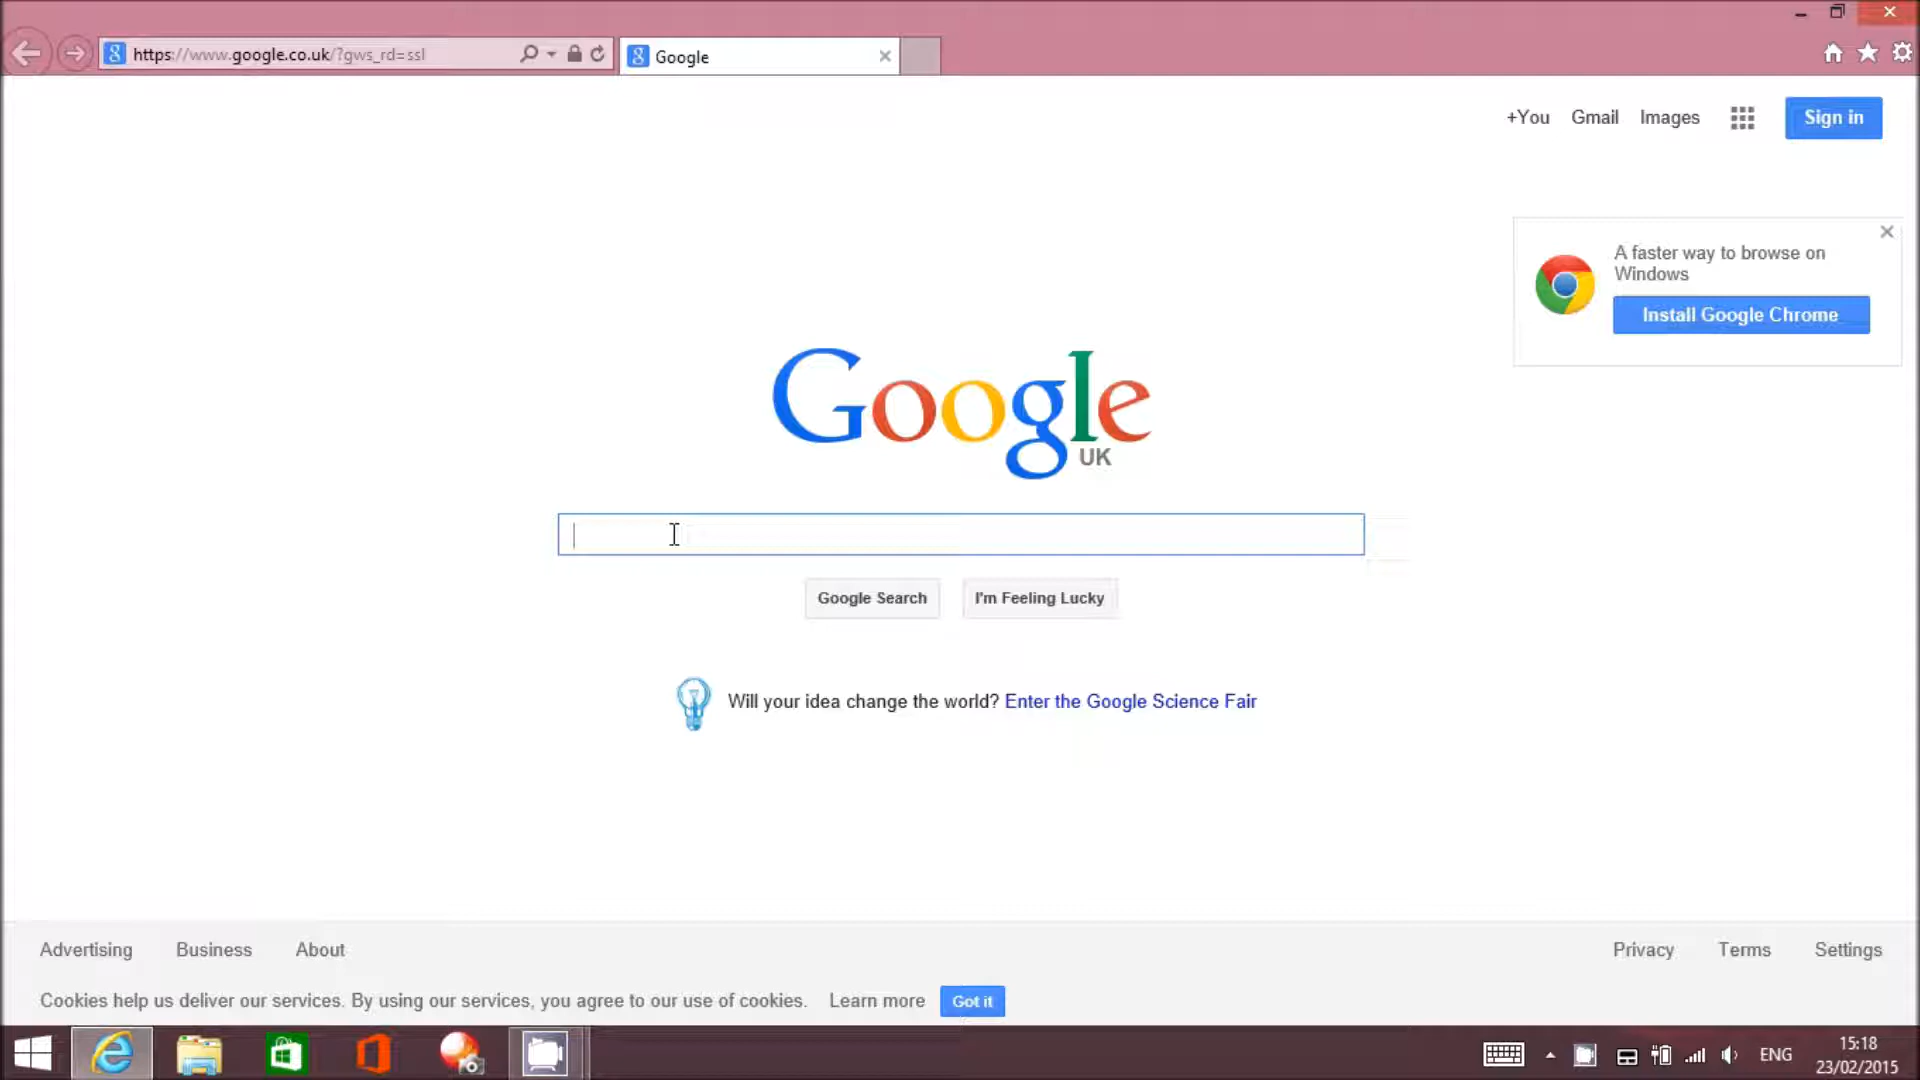 https://www.google.co.uk/?gws_rd=ssl
Google
+You Gmail Images Sign in
A faster way to browse on
Windows
Install Google Chrome
Google
UK
Google Search I'm Feeling Lucky
Will your idea change the world? Enter the Google Science Fair
Advertising Business About Privacy Terms Settings
Cookies help us deliver our services. By using our services, you agree to our use of cookies. Learn more Got it
ENG
15:18
23/02/2015